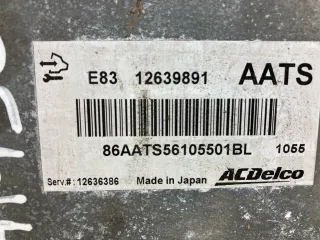 E83 12639891 AATS
86AATS56105501BL 1055
Serv.#: 12636386 Made in Japan ACDelco